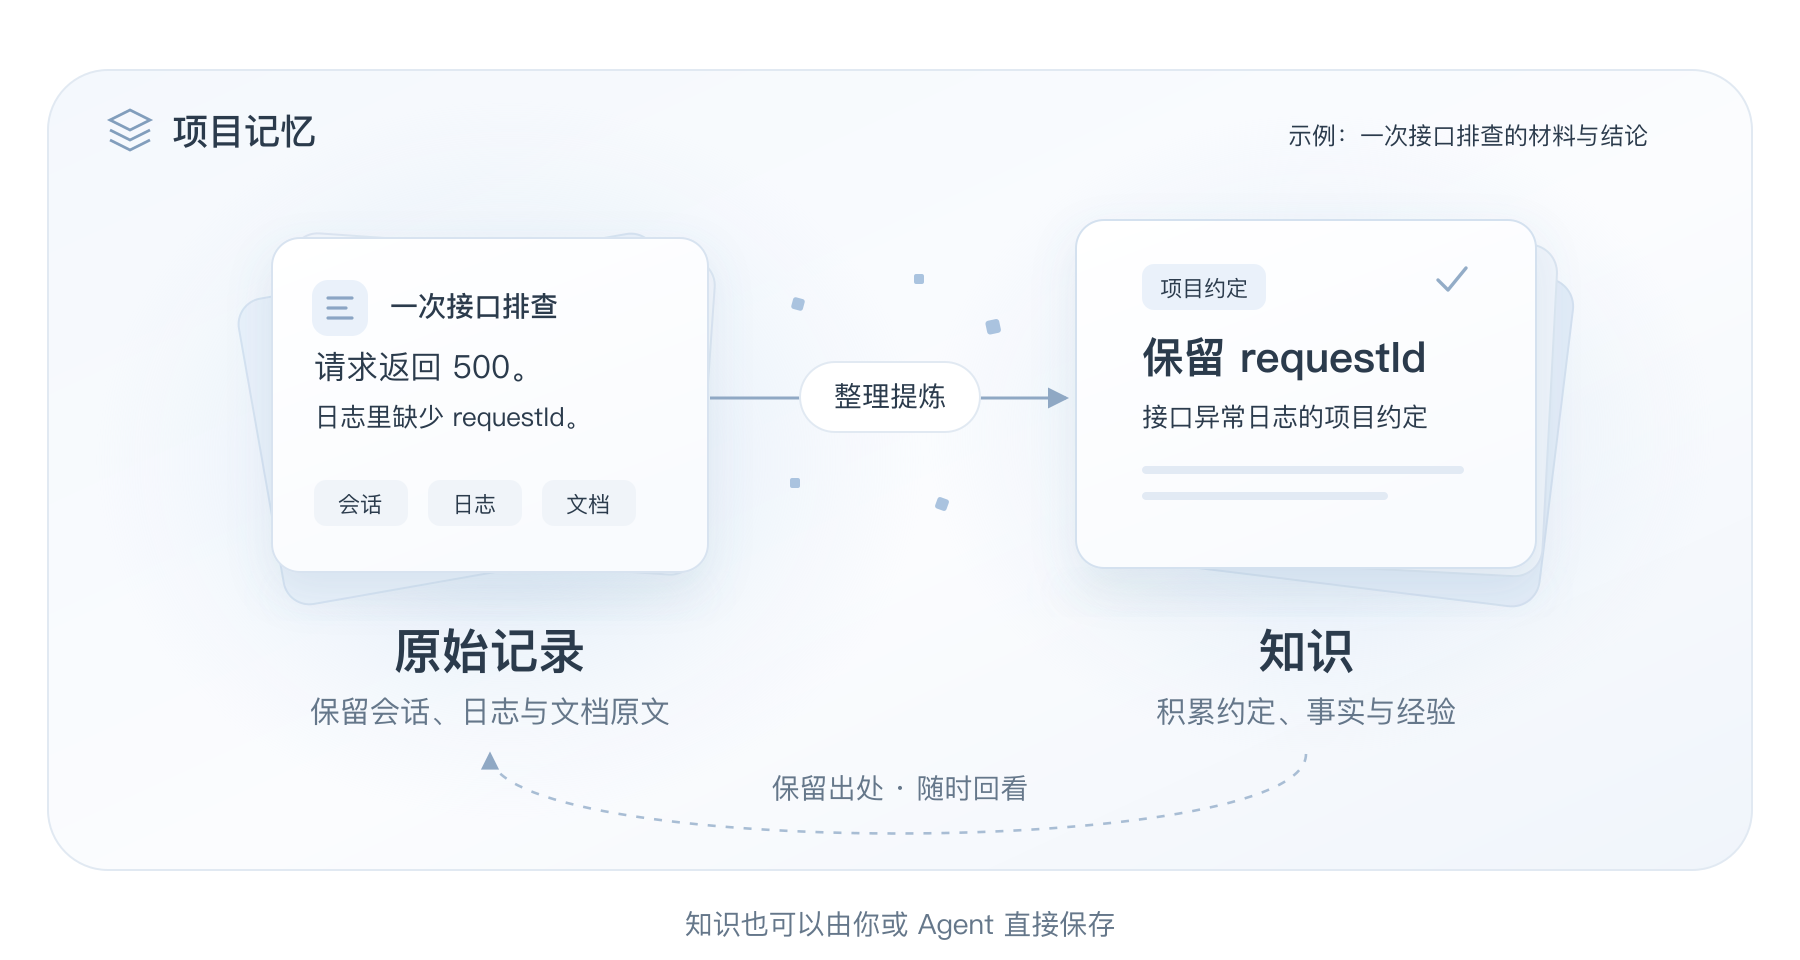 项目记忆
示例：一次接口排查的材料与结论
一次接口排查
请求返回 500。
日志里缺少 requestId。
会话
日志
文档
整理提炼
项目约定
保留 requestId
接口异常日志的项目约定
原始记录
保留会话、日志与文档原文
知识
积累约定、事实与经验
保留出处 · 随时回看
知识也可以由你或 Agent 直接保存